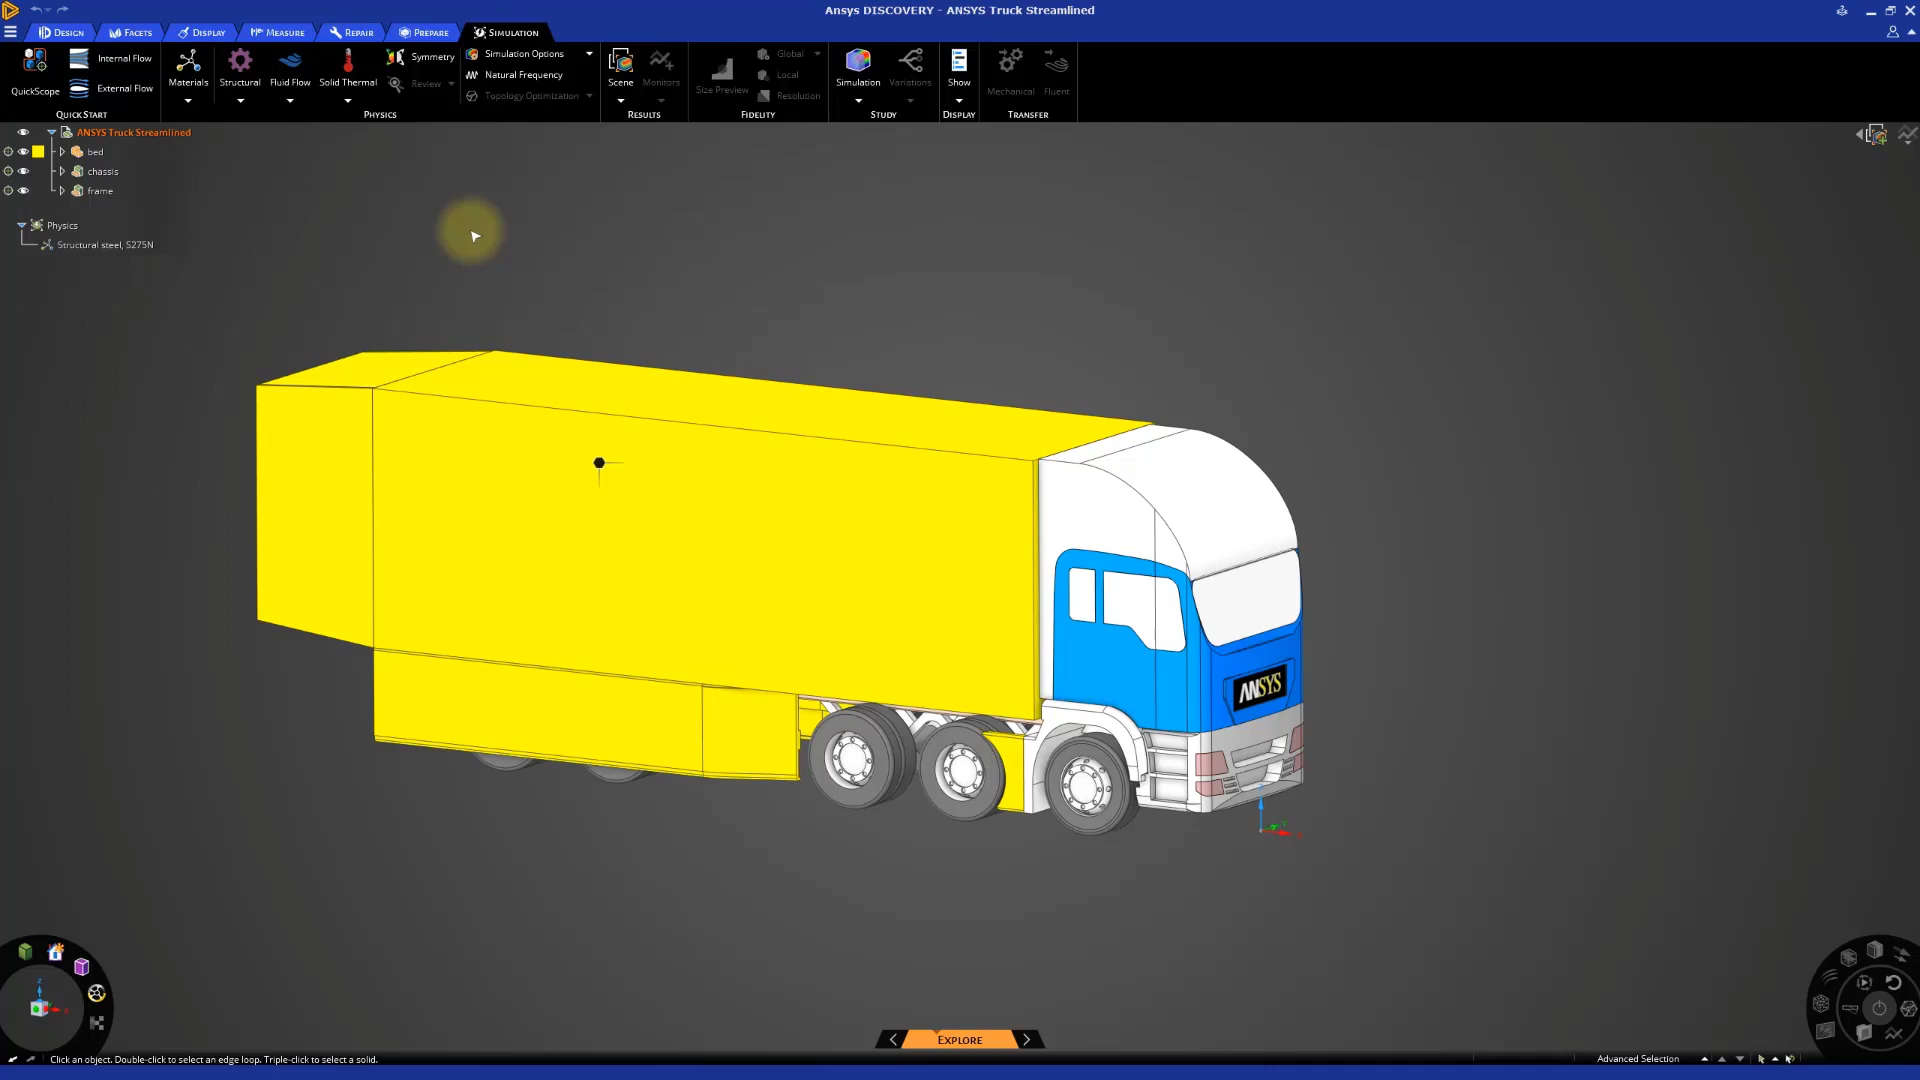 Ansys DISCOVERY - ANSYS Truck Streamlined
DESIGN FACETS DISPLAY MEASURE REPAIR PREPARE SIMULATION
QuickScope
Internal Flow
External Flow
QUICK START
Materials
Structural
Fluid Flow
Solid Thermal
Symmetry
Review
Simulation Options
Natural Frequency
Topology Optimization
PHYSICS
Scene
Monitors
RESULTS
Size Preview
Global
Local
Resolution
FIDELITY
Simulation
Variations
STUDY
Show
DISPLAY
Mechanical
Fluent
TRANSFER
ANSYS Truck Streamlined
bed
chassis
frame
Physics
Structural steel, S275N
ANSYS
EXPLORE
Click an object. Double-click to select an edge loop. Triple-click to select a solid.
Advanced Selection